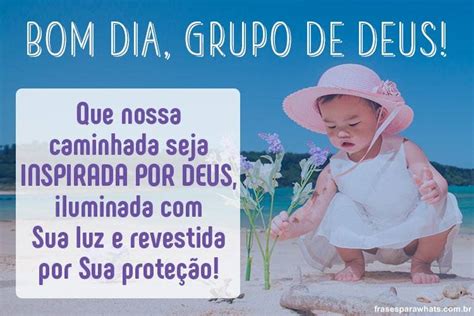 BOM DIA, GRUPO DE DEUS!
Que nossa
caminhada seja
INSPIRADA POR DEUS,
iluminada com
Sua luz e revestida
por Sua proteção!
frasesparawhats.com.br